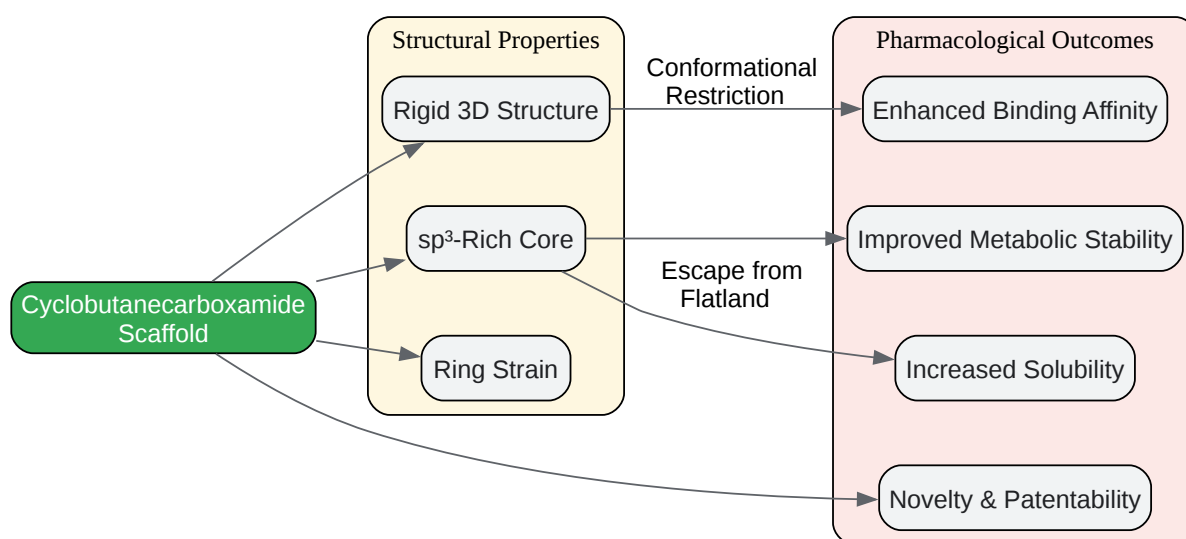 Structural Properties
Pharmacological Outcomes
Conformational
Restriction
Rigid 3D Structure
Enhanced Binding Affinity
sp³-Rich Core
Improved Metabolic Stability
Escape from
Flatland
Cyclobutanecarboxamide
Scaffold
Ring Strain
Increased Solubility
Novelty & Patentability